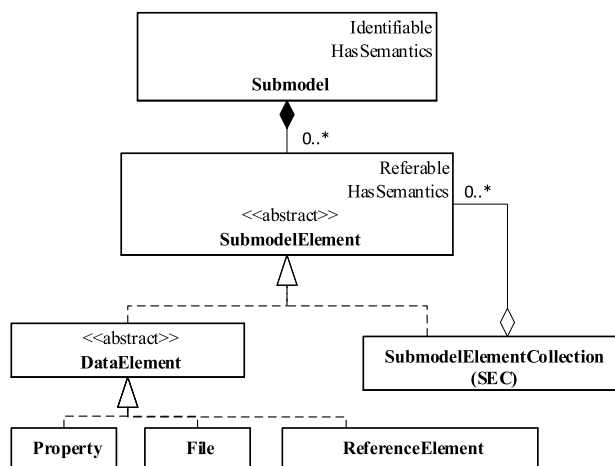 Identifiable
HasSemantics
Submodel
0..*
Referable
HasSemantics
0..*
<<abstract>>
SubmodelElement
<<abstract>>
DataElement
SubmodelElementCollection
(SEC)
Property
File
ReferenceElement